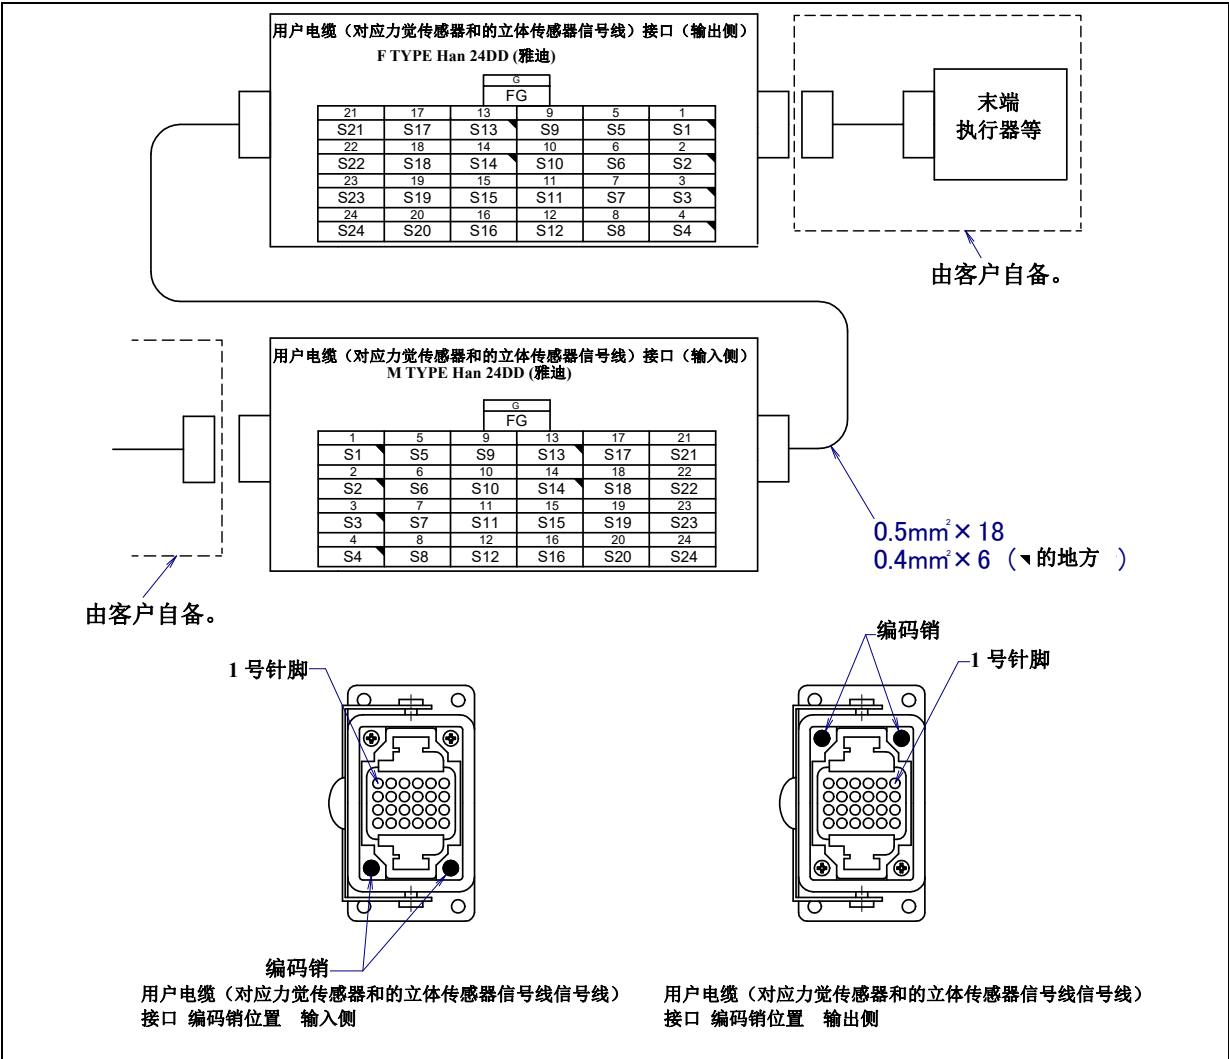 用户电缆（对应力觉传感器和的立体传感器信号线）接口（输出侧）
F TYPE Han 24DD (雅迪)
G
FG
21 17 13 9 5 1
S21 S17 S13 S9 S5 S1
22 18 14 10 6 2
S22 S18 S14 S10 S6 S2
23 19 15 11 7 3
S23 S19 S15 S11 S7 S3
24 20 16 12 8 4
S24 S20 S16 S12 S8 S4
末端
执行器等
由客户自备。
用户电缆（对应力觉传感器和的立体传感器信号线）接口（输入侧）
M TYPE Han 24DD (雅迪)
G
FG
1 5 9 13 17 21
S1 S5 S9 S13 S17 S21
2 6 10 14 18 22
S2 S6 S10 S14 S18 S22
3 7 11 15 19 23
S3 S7 S11 S15 S19 S23
4 8 12 16 20 24
S4 S8 S12 S16 S20 S24
由客户自备。
0.5mm²×18
0.4mm²×6（◥的地方 ）
1 号针脚
编码销
用户电缆（对应力觉传感器和的立体传感器信号线信号线）
接口 编码销位置 输入侧
编码销
1 号针脚
用户电缆（对应力觉传感器和的立体传感器信号线信号线）
接口 编码销位置 输出侧